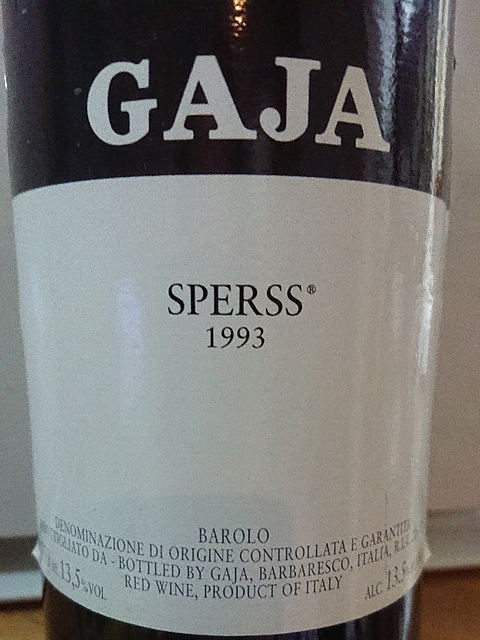 GAJA
SPERSS®
1993
BAROLO
DENOMINAZIONE DI ORIGINE CONTROLLATA E GARANTITA
DA - BOTTLED BY GAJA, BARBARESCO, ITALIA,
13,5%VOL RED WINE, PRODUCT OF ITALY ALC. 13,5